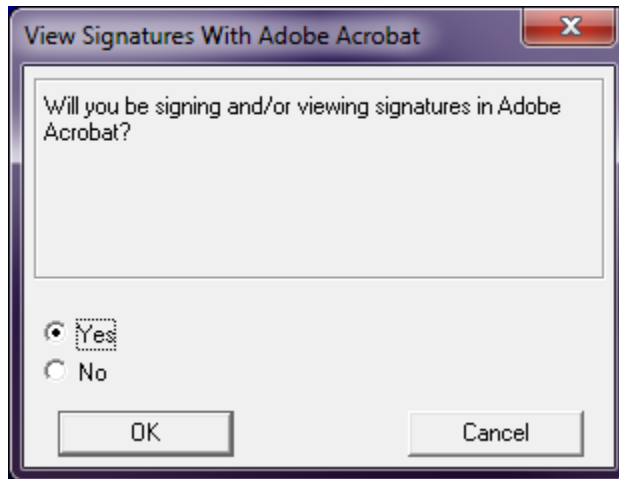 View Signatures With Adobe Acrobat
Will you be signing and/or viewing signatures in Adobe
Acrobat?
Yes
No
OK
Cancel